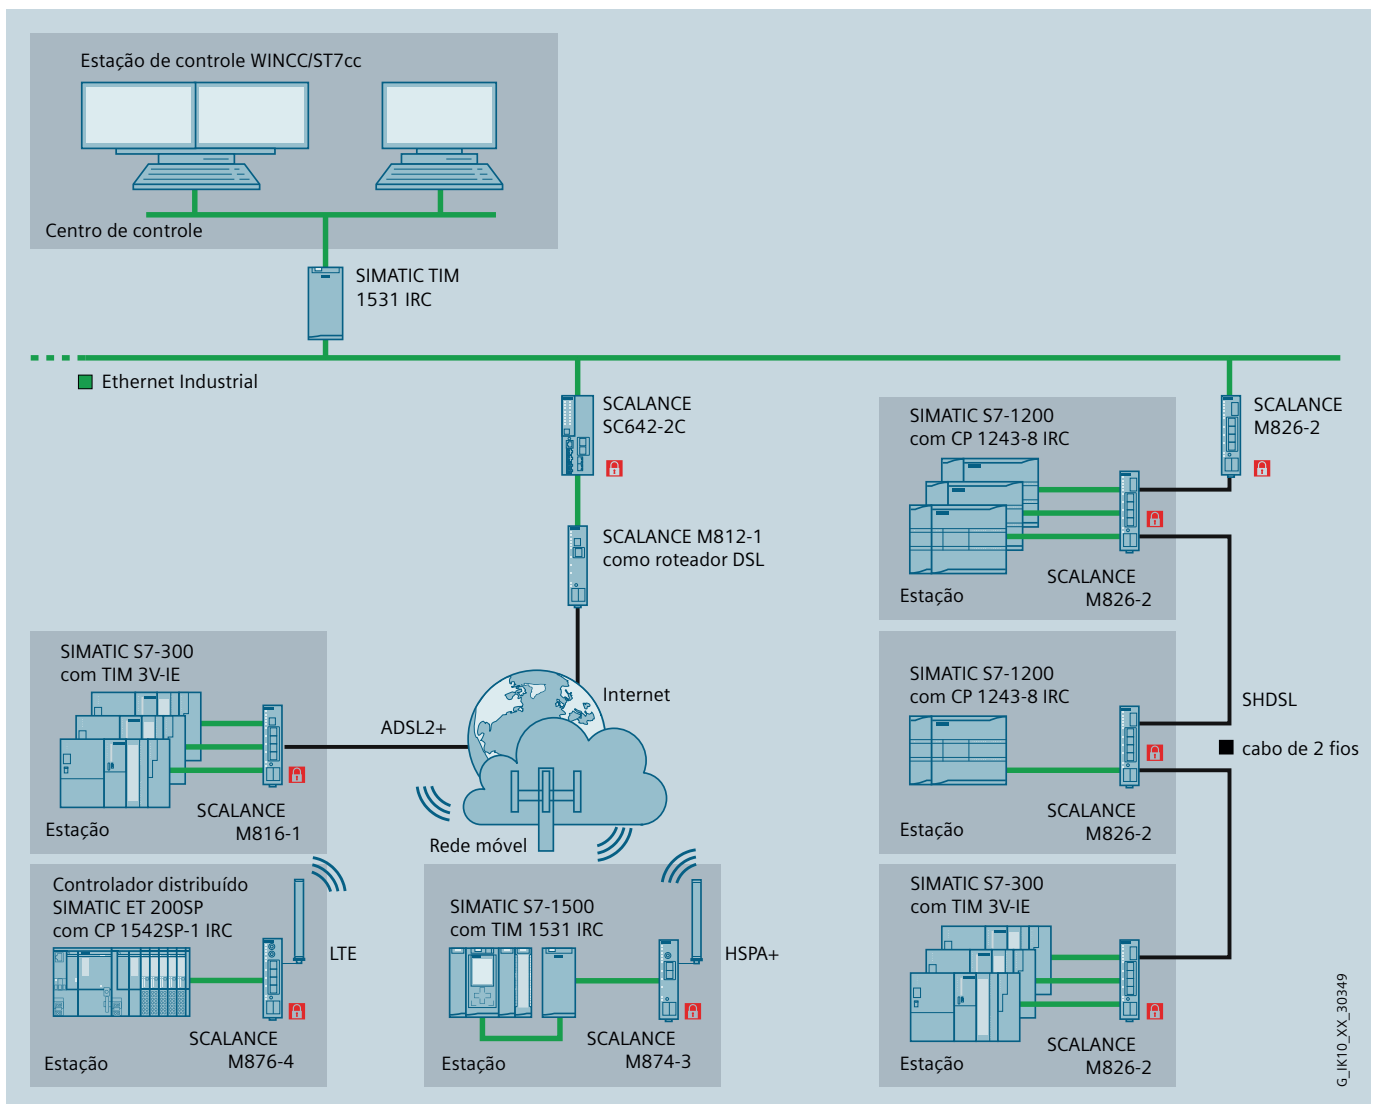 Estação de controle WINCC/ST7cc
Centro de controle
SIMATIC TIM
1531 IRC
Ethernet Industrial
SCALANCE
SC642-2C
SCALANCE M812-1
como roteador DSL
SIMATIC S7-1200
com CP 1243-8 IRC
SCALANCE
M826-2
Estação
SCALANCE
M826-2
SIMATIC S7-300
com TIM 3V-IE
Estação
SCALANCE
M816-1
ADSL2+
Internet
Rede móvel
SIMATIC S7-1200
com CP 1243-8 IRC
Estação
SCALANCE
M826-2
SHDSL
cabo de 2 fios
Controlador distribuído
SIMATIC ET 200SP
com CP 1542SP-1 IRC
LTE
Estação
SCALANCE
M876-4
SIMATIC S7-1500
com TIM 1531 IRC
HSPA+
Estação
SCALANCE
M874-3
SIMATIC S7-300
com TIM 3V-IE
Estação
SCALANCE
M826-2
G_IK10_XX_30349